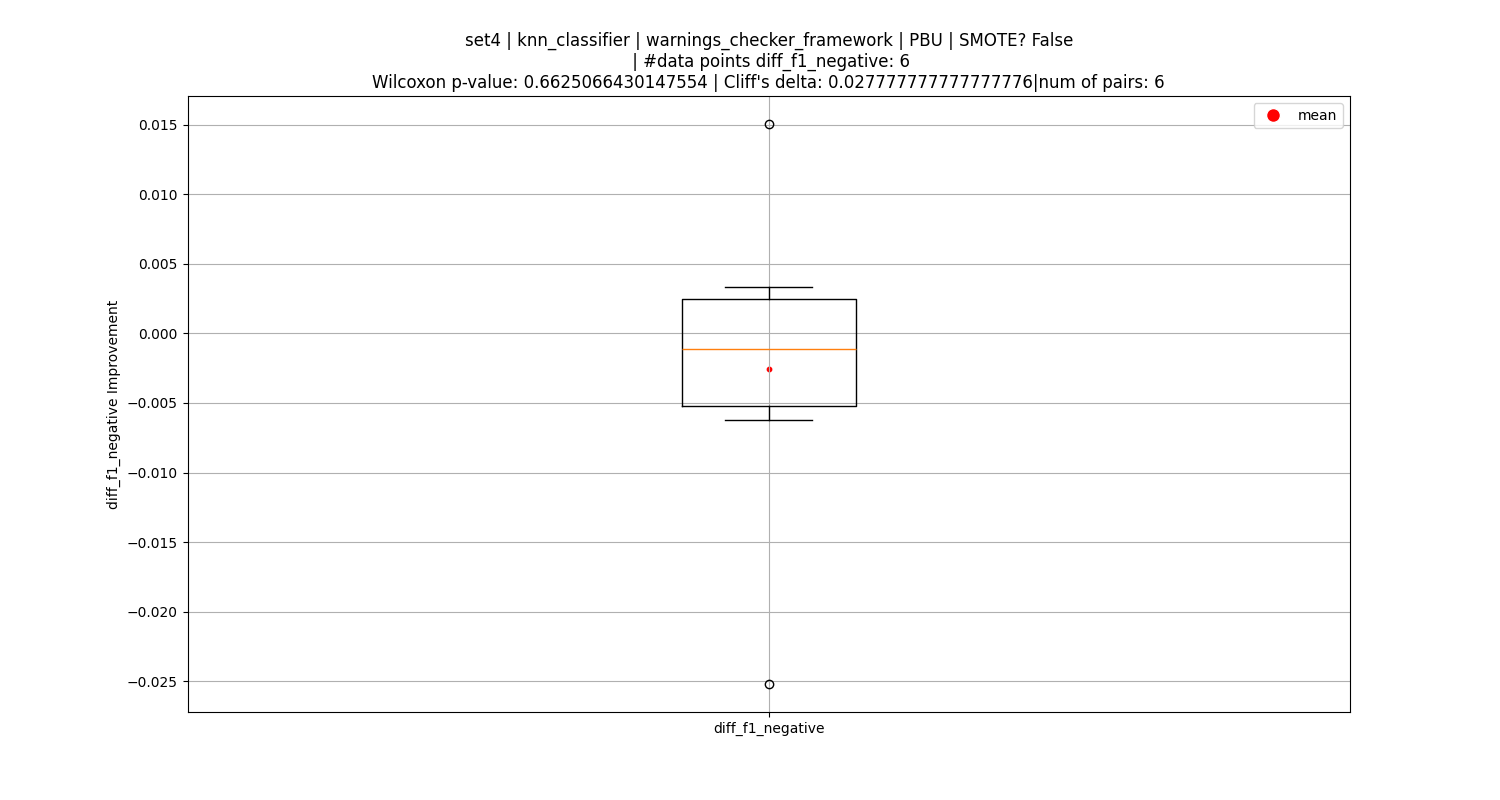 set4 | knn_classifier | warnings_checker_framework | PBU | SMOTE? False
| #data points diff_f1_negative: 6
Wilcoxon p-value: 0.6625066430147554 | Cliff's delta: 0.027777777777777776|num of pairs: 6
mean
0.015
0.010
0.005
0.000
−0.005
−0.010
−0.015
−0.020
−0.025
diff_f1_negative Improvement
diff_f1_negative